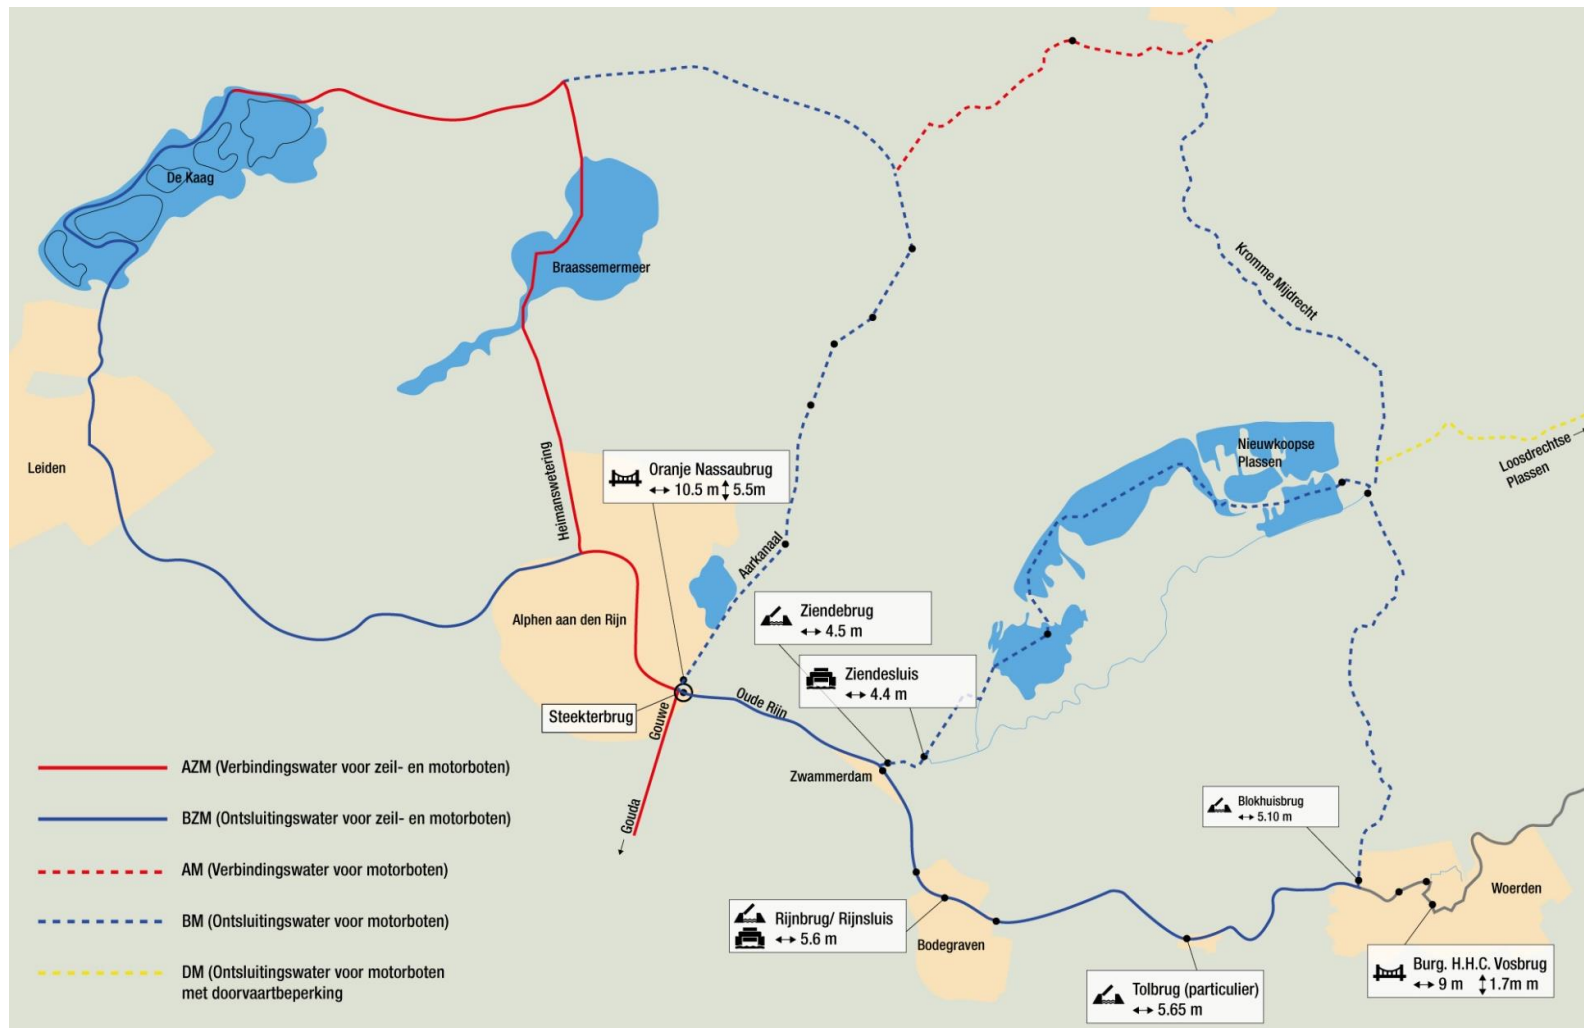 De Kaag
Braassemermeer
Kromme Mijdrecht
Leiden
Heimanswetering
Oranje Nassaubrug
10.5 m 5.5m
Nieuwkoopse
Plassen
Loosdrechtse
Plassen
Aarkanaal
Alphen aan den Rijn
Ziendebrug
4.5 m
Ziendesluis
4.4 m
Steekterbrug
Oude Rijn
Gouwe
Gouda
Zwammerdam
AZM (Verbindingswater voor zeil- en motorboten)
BZM (Ontsluitingswater voor zeil- en motorboten)
AM (Verbindingswater voor motorboten)
BM (Ontsluitingswater voor motorboten)
DM (Ontsluitingswater voor motorboten
met doorvaartbeperking
Blokhuisbrug
5.10 m
Woerden
Rijnbrug/ Rijnsluis
5.6 m
Bodegraven
Tolbrug (particulier)
5.65 m
Burg. H.H.C. Vosbrug
9 m 1.7m m